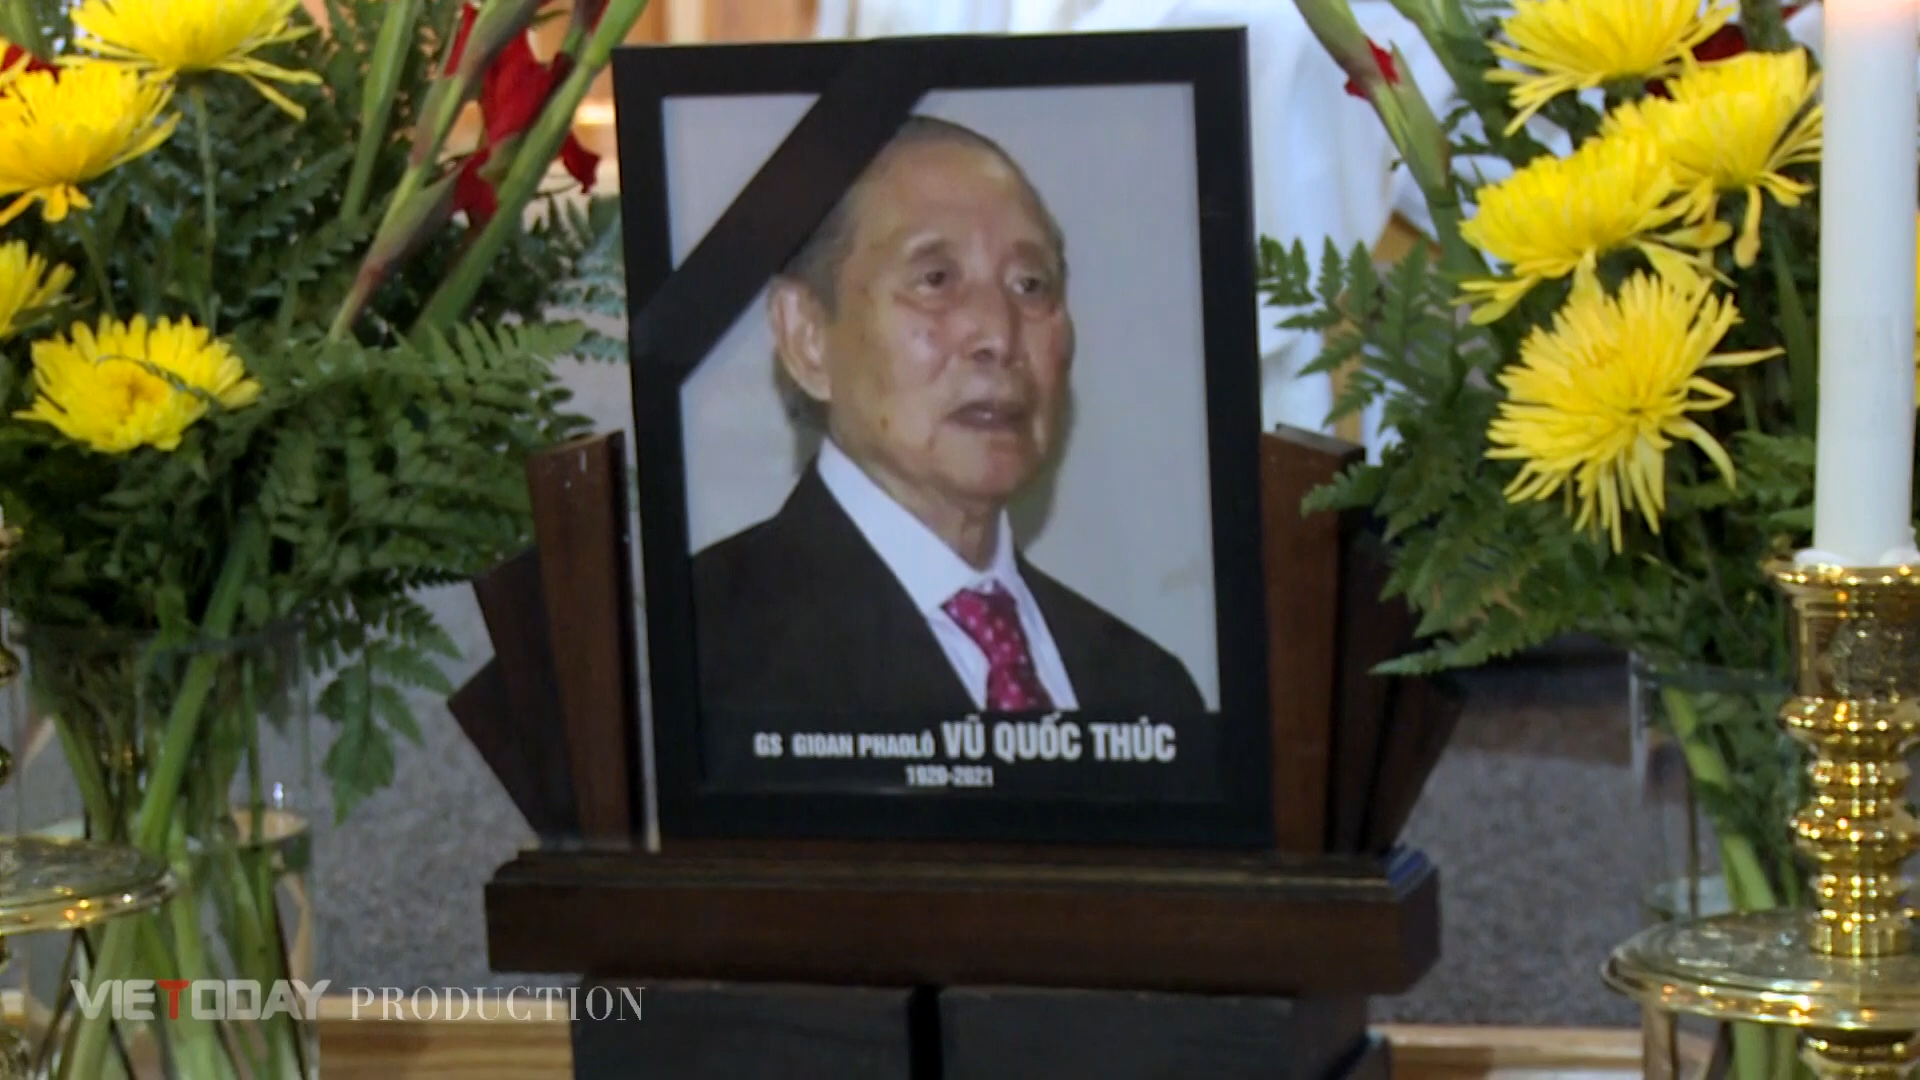 GS GIOAN PHAOLÔ VŨ QUỐC THÚC
1920-2021
VIETODAY PRODUCTION